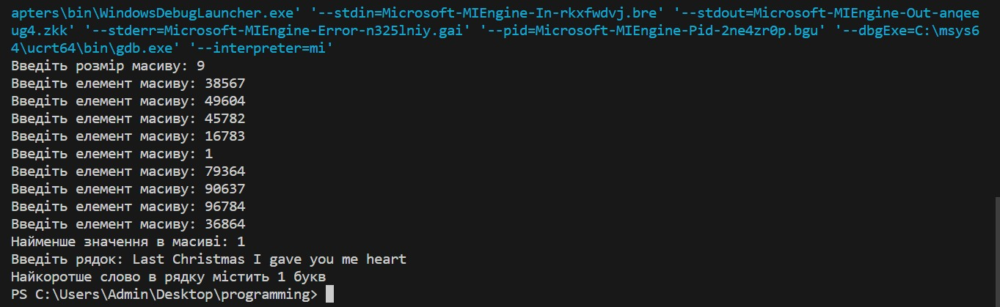 apters\bin\WindowsDebugLauncher.exe' '--stdin=Microsoft-MIEngine-In-rkxfwdvj.bre' '--stdout=Microsoft-MIEngine-Out-anqee
ug4.zkk' '--stderr=Microsoft-MIEngine-Error-n325lniy.gai' '--pid=Microsoft-MIEngine-Pid-2ne4zr0p.bgu' '--dbgExe=C:\msys6
4\ucrt64\bin\gdb.exe' '--interpreter=mi'
Введіть розмір масиву: 9
Введіть елемент масиву: 38567
Введіть елемент масиву: 49604
Введіть елемент масиву: 45782
Введіть елемент масиву: 16783
Введіть елемент масиву: 1
Введіть елемент масиву: 79364
Введіть елемент масиву: 90637
Введіть елемент масиву: 96784
Введіть елемент масиву: 36864
Найменше значення в масиві: 1
Введіть рядок: Last Christmas I gave you me heart
Найкоротше слово в рядку містить 1 букв
PS C:\Users\Admin\Desktop\programming>